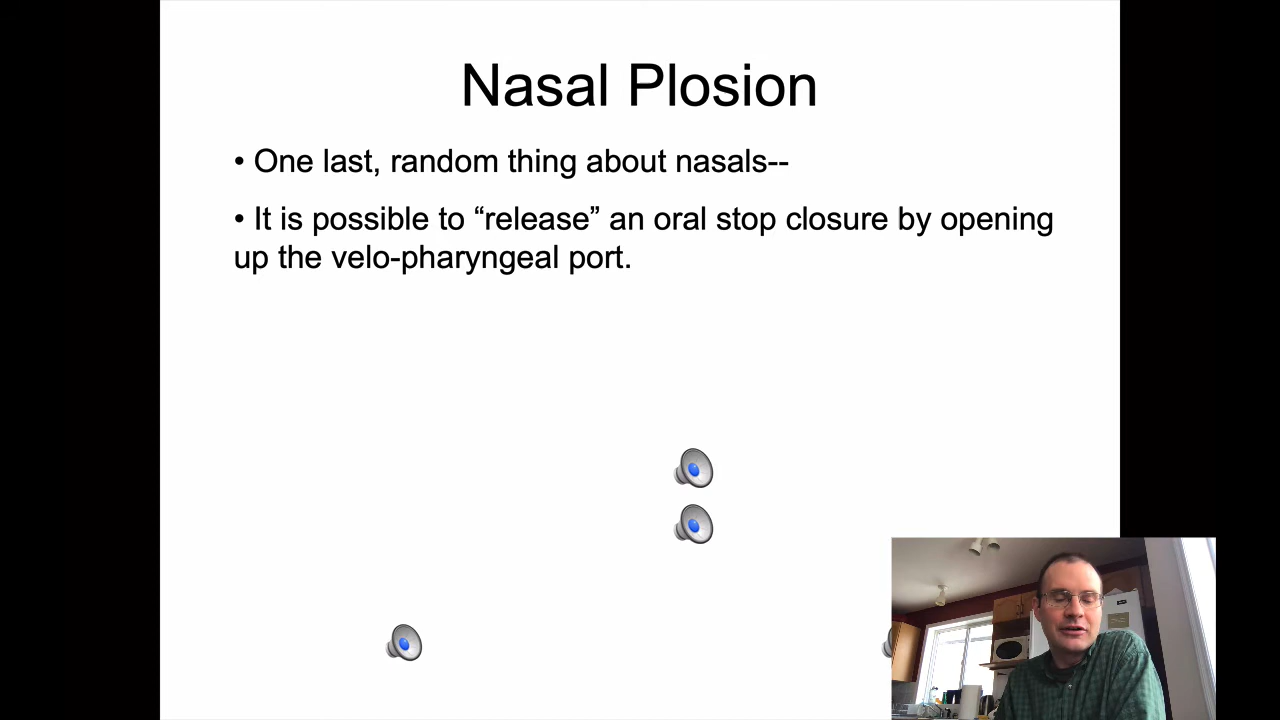 Nasal Plosion
• One last, random thing about nasals--
• It is possible to “release” an oral stop closure by opening
up the velo-pharyngeal port.